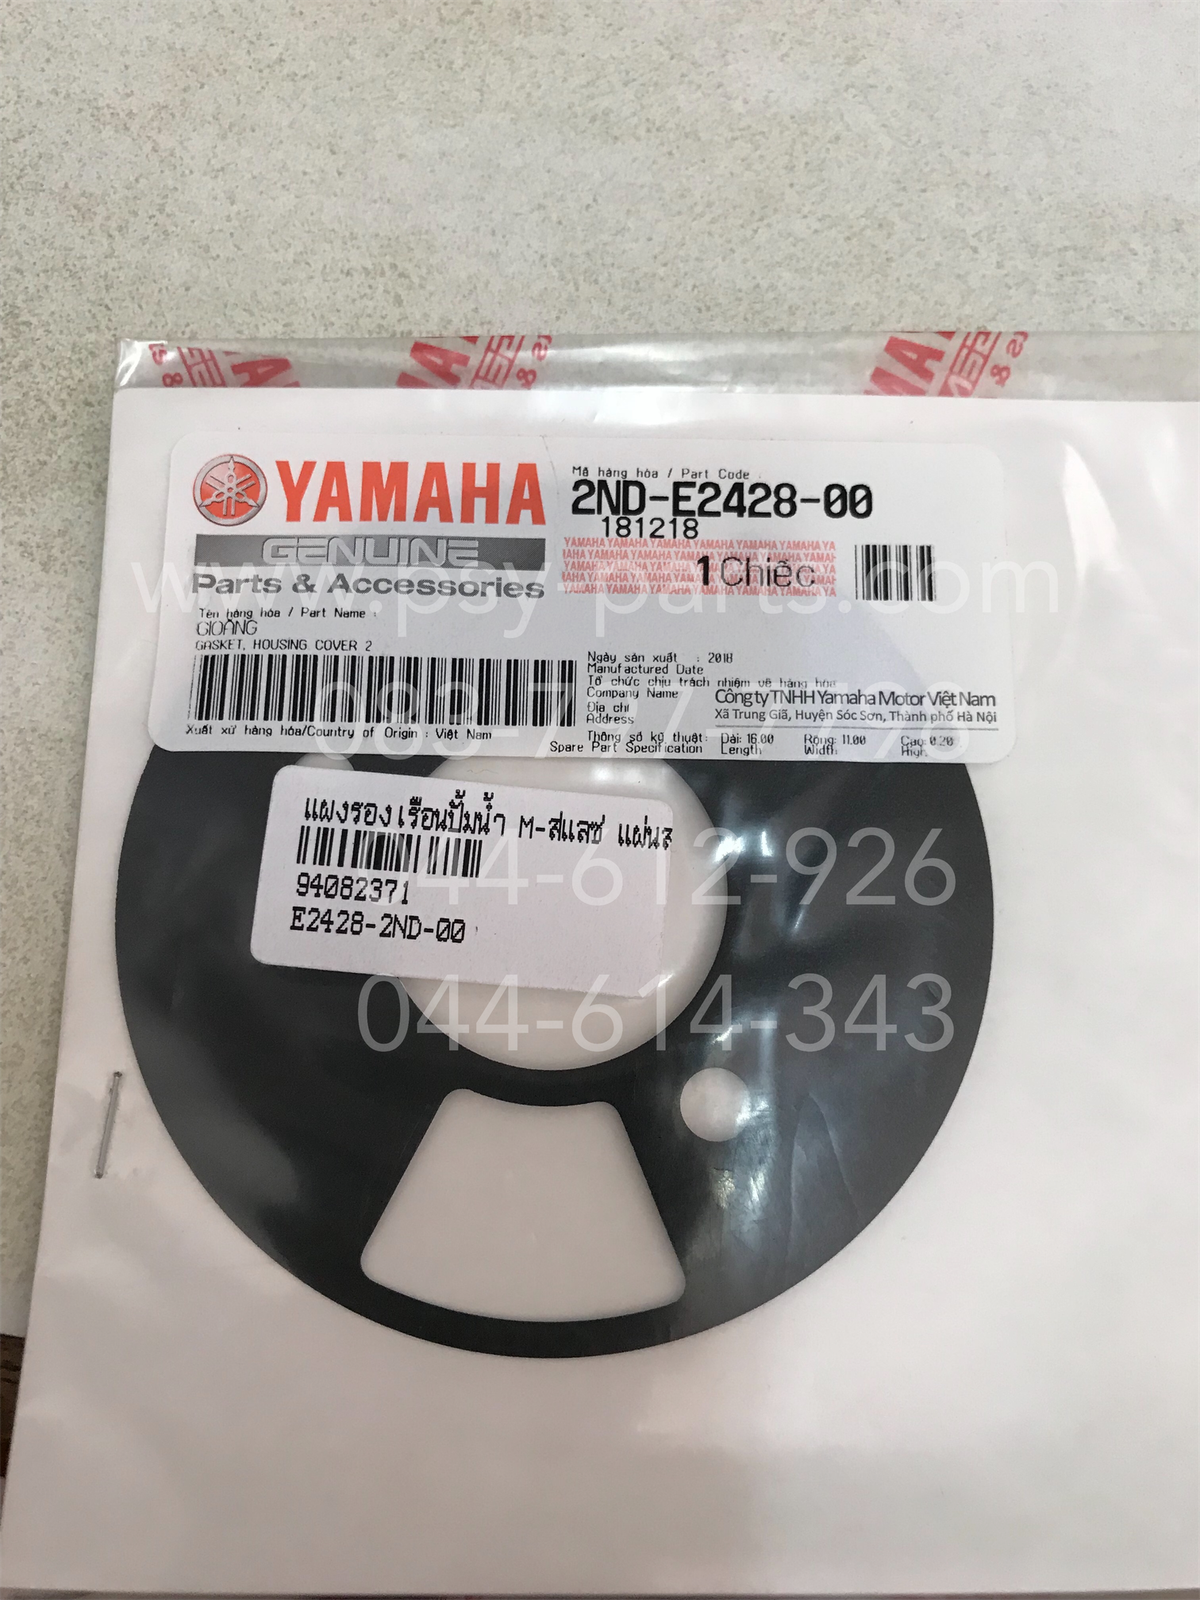 YAMAHA
GENUINE
Parts & Accessories
Mã hàng hóa / Part Code :
2ND-E2428-00
181218
1 Chiếc
Tên hàng hóa / Part Name :
GIOĂNG
GASKET, HOUSING COVER 2
Xuất xứ hàng hóa/Country of Origin : Việt Nam
Ngày sản xuất : 2018
Manufactured Date
Tổ chức chịu trách nhiệm về hàng hóa
Company Name Công ty TNHH Yamaha Motor Việt Nam
Địa chỉ Xã Trung Giã, Huyện Sóc Sơn, Thành phố Hà Nội
Address
Thông số kỹ thuật: Dài: 16.00 Rộng: 11.00 Cao: 0.20
Spare Part Specification Length Width High
www.psy-parts.com
083-777-7798
แผงรองเรือนปั้มน้ำ M-สแลซ แผ่นส
94082371
E2428-2ND-00
044-612-926
044-614-343